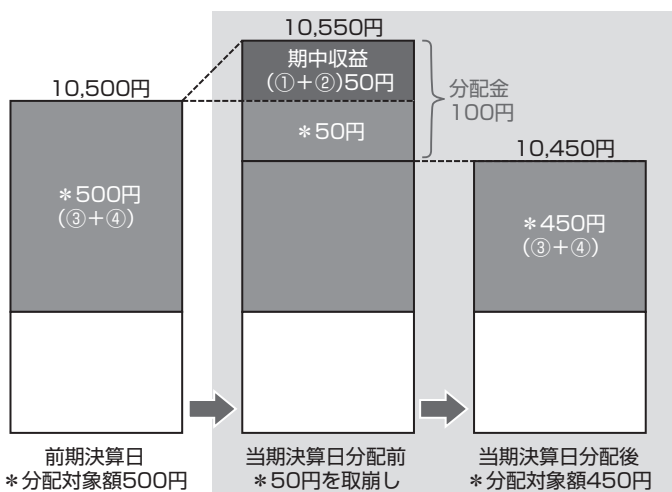 10,550円
期中収益
(①+②)50円
10,500円
分配金
100円
*50円
10,450円
*500円
(③+④)
*450円
(③+④)
前期決算日
*分配対象額500円
当期決算日分配前
*50円を取崩し
当期決算日分配後
*分配対象額450円